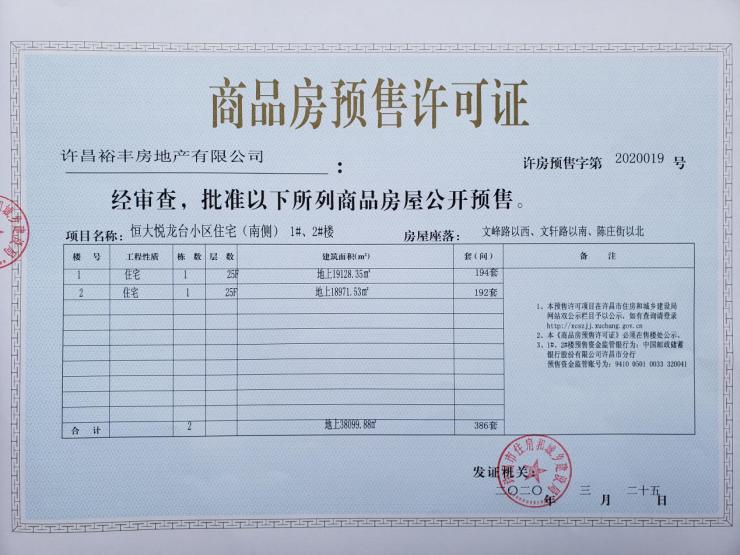 商品房预售许可证
许昌裕丰房地产有限公司 :
许房预售字第 2020019 号
经审查，批准以下所列商品房屋公开预售。
项目名称: 恒大悦龙台小区住宅（南侧） 1#、2#楼 房屋座落: 文峰路以西、文轩路以南、陈庄街以北
楼 号 工程性质 栋 数 层 数 建筑面积(m²) 套(间) 备 注
1 住宅 1 25F 地上19128.35㎡ 194套
2 住宅 1 25F 地上18971.53㎡ 192套
1、本预售许可项目在许昌市住房和城乡建设局
网站双公示栏目予以公示，如有查询请登录
http://xcszjj.xuchang.gov.cn
2、本《商品房预售许可证》必须在售楼处公示。
3、1#、2#楼预售资金监管银行为：中国邮政储蓄
银行股份有限公司许昌市分行
预售资金监管账号为：9410 0501 0033 320041
合 计 2 地上38099.88㎡ 386套
发证机关:
许昌市住房和城乡建设局
二〇二〇 年 三 月 二十五 日